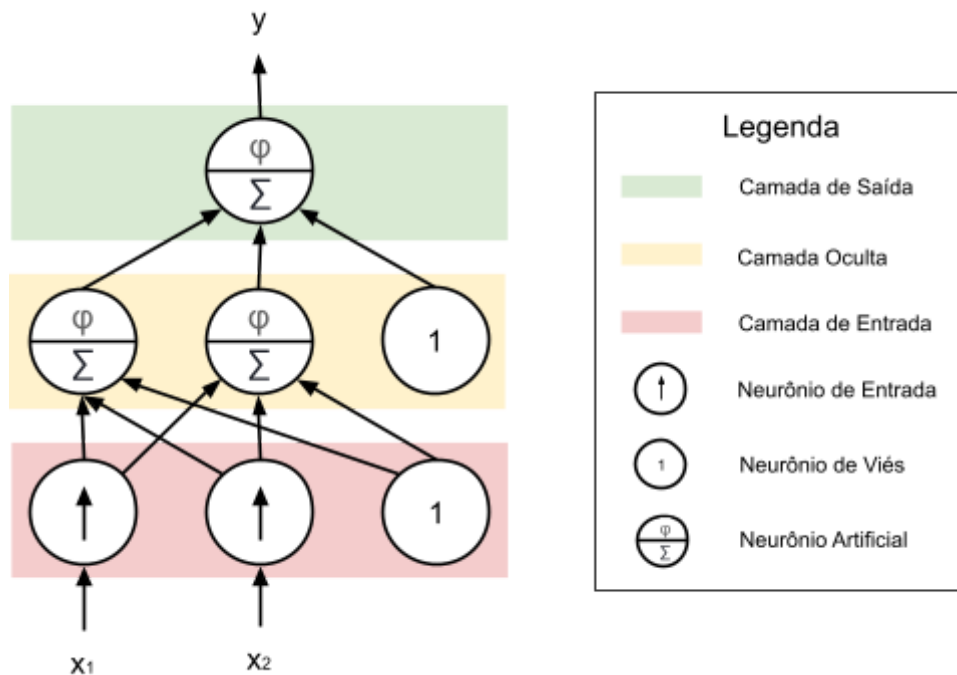 y
φ
Σ
φ
Σ
φ
Σ
1
1
x1
x2
Legenda
Camada de Saída
Camada Oculta
Camada de Entrada
Neurônio de Entrada
1
Neurônio de Viés
φ
Σ
Neurônio Artificial